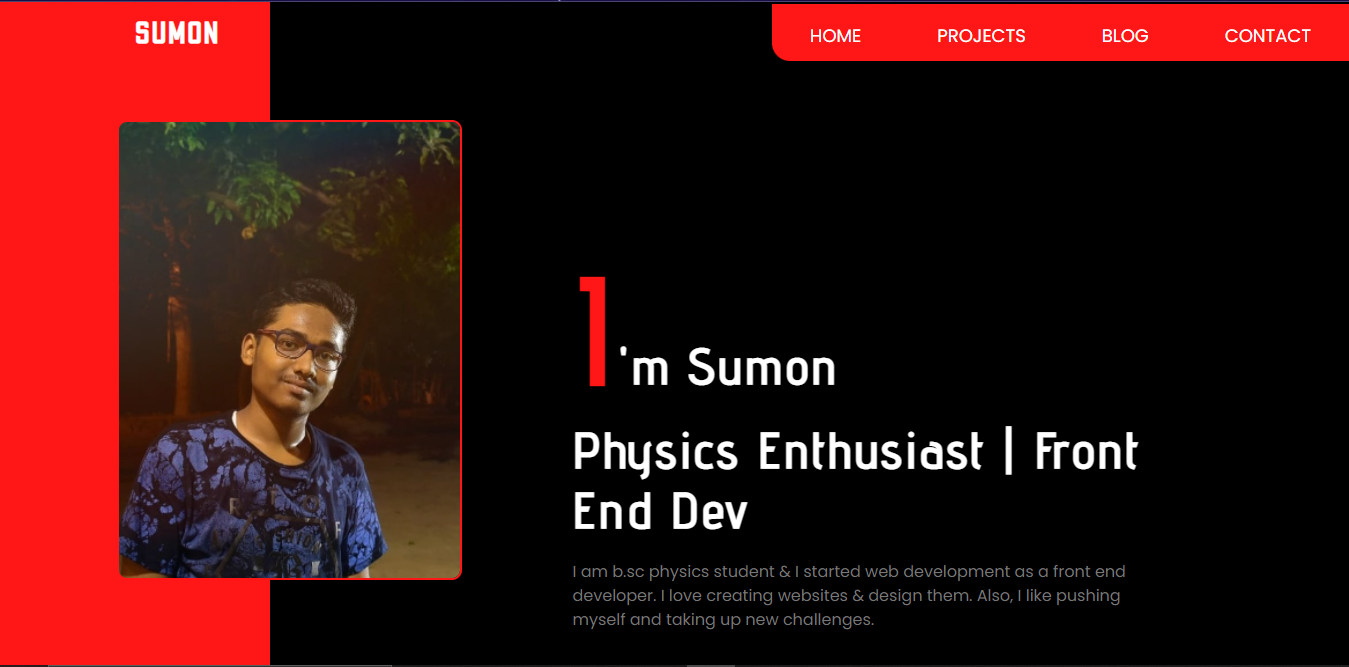 SUMON
HOME PROJECTS BLOG CONTACT
I'm Sumon
Physics Enthusiast | Front
End Dev
I am b.sc physics student & I started web development as a front end
developer. I love creating websites & design them. Also, I like pushing
myself and taking up new challenges.